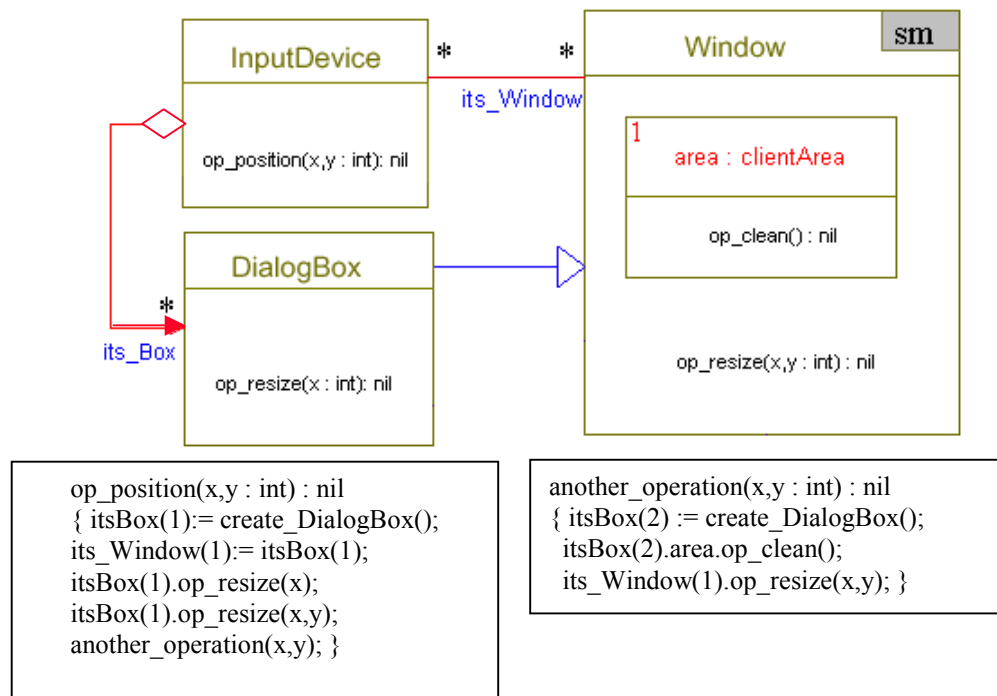 InputDevice
*
*
its_Window
Window
sm
op_position(x,y : int): nil
1
area : clientArea
op_clean() : nil
DialogBox
*
its_Box
op_resize(x : int): nil
op_resize(x,y : int) : nil
op_position(x,y : int) : nil
{ itsBox(1):= create_DialogBox();
its_Window(1):= itsBox(1);
itsBox(1).op_resize(x);
itsBox(1).op_resize(x,y);
another_operation(x,y); }
another_operation(x,y : int) : nil
{ itsBox(2) := create_DialogBox();
itsBox(2).area.op_clean();
its_Window(1).op_resize(x,y); }